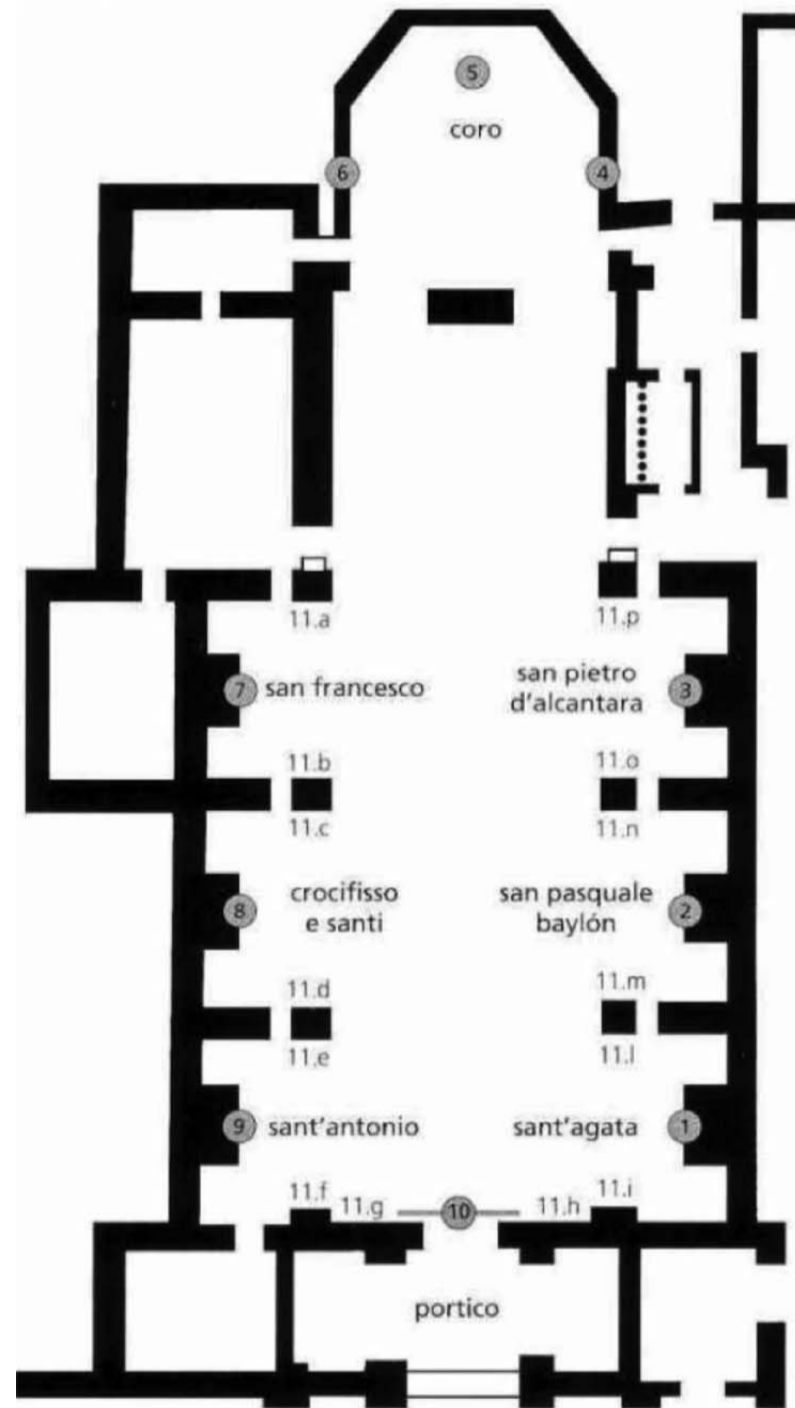 5
coro
6
4
11.a
11.p
7
san francesco
san pietro
d'alcantara
3
11.b
11.o
11.c
11.n
8
crocifisso
e santi
san pasquale
baylón
2
11.d
11.m
11.e
11.l
9
sant'antonio
sant'agata
1
11.f
11.g
10
11.h
11.i
portico